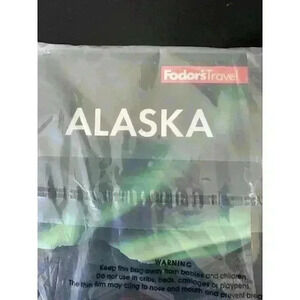 Fodor'sTravel
ALASKA
WARNING
Keep this bag away from babies and children.
Do not use in cribs, beds, carriages or playpens.
The thin film may cling to nose and mouth and prevent